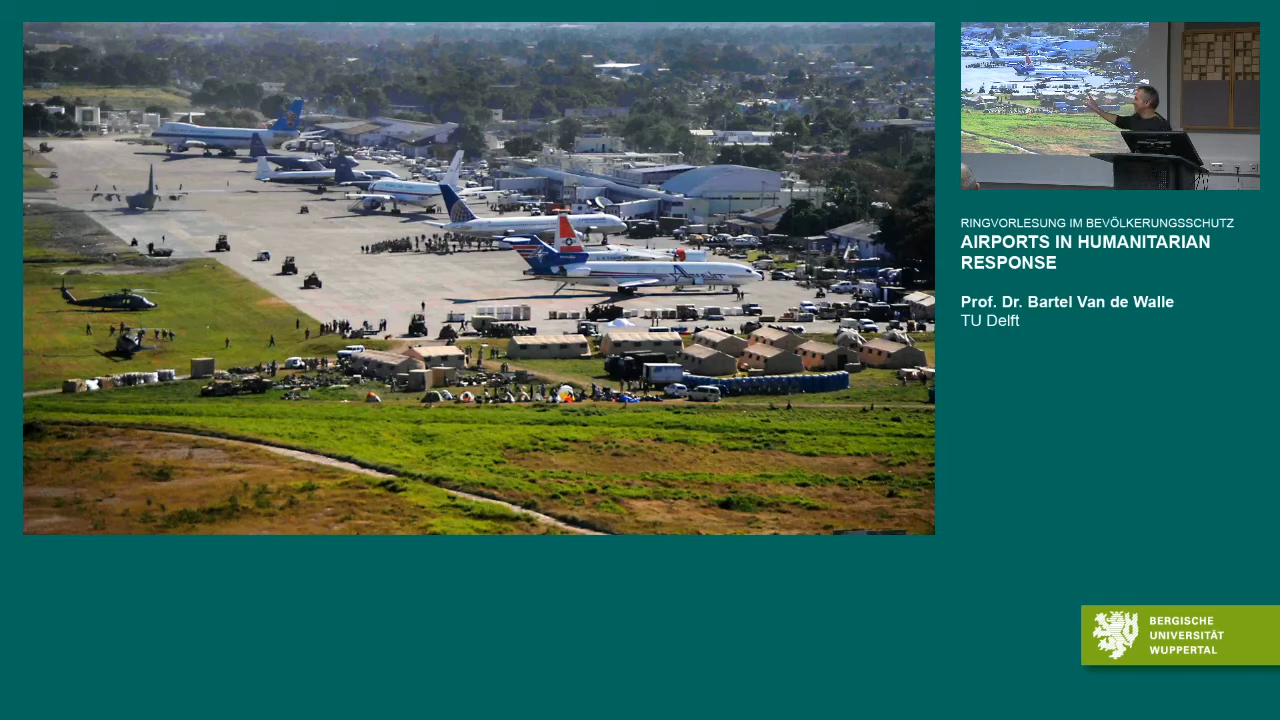 RINGVORLESUNG IM BEVÖLKERUNGSSCHUTZ
AIRPORTS IN HUMANITARIAN
RESPONSE
Prof. Dr. Bartel Van de Walle
TU Delft
BERGISCHE
UNIVERSITÄT
WUPPERTAL